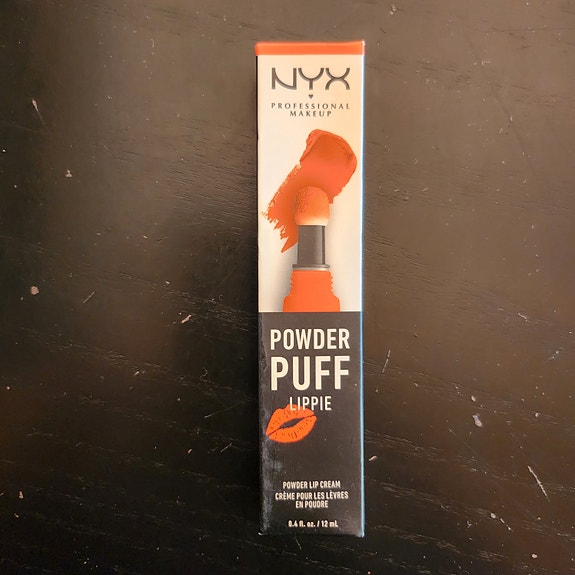 NYX
PROFESSIONAL
MAKEUP
POWDER
PUFF
LIPPIE
POWDER LIP CREAM
CRÈME POUR LES LÈVRES
EN POUDRE
0.4 fl. oz. / 12 mL